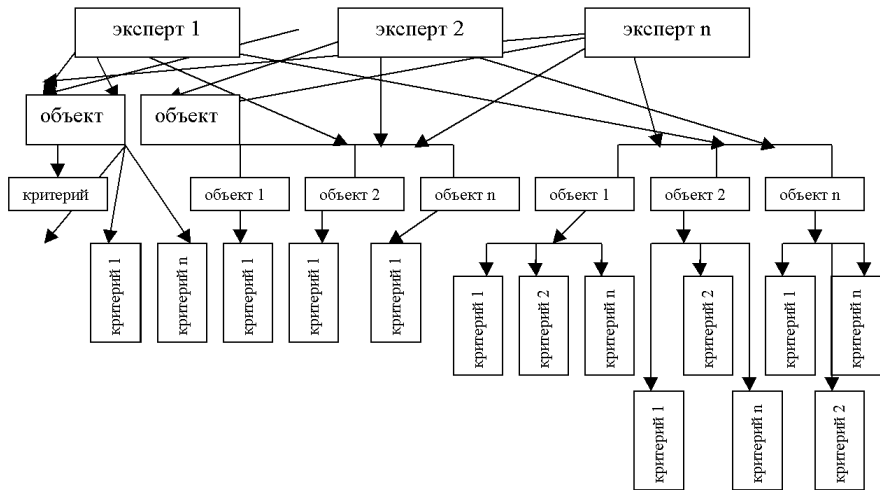 эксперт 1
эксперт 2
эксперт n
объект
объект
критерий
объект 1
объект 2
объект n
объект 1
объект 2
объект n
критерий 1
критерий n
критерий 1
критерий 1
критерий 1
критерий 1
критерий 2
критерий n
критерий 2
критерий 1
критерий n
критерий 1
критерий n
критерий 2